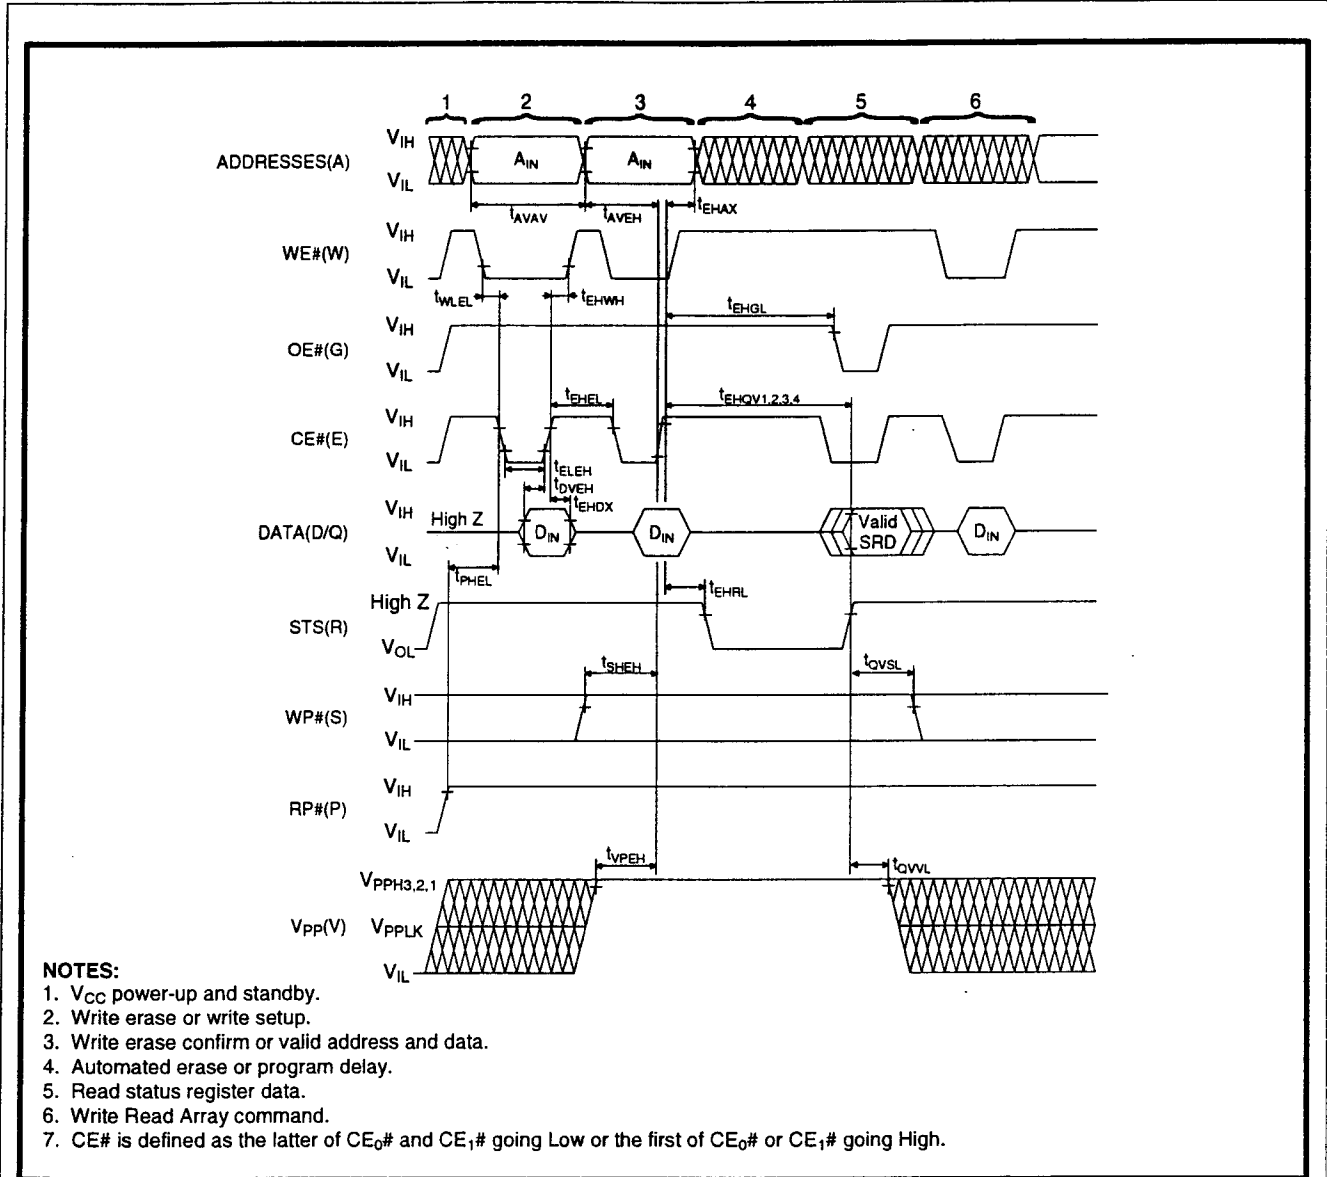 1 2 3 4 5 6
ADDRESSES(A) VIH AIN AIN
VIL
tAVAV tAVEH tEHAX
WE#(W) VIH
VIL
tWLEL tEHWH
OE#(G) VIH tEHGL
VIL
CE#(E) VIH tEHEL tEHQV1,2,3,4
VIL
tELEH
tDVEH
tEHDX
DATA(D/Q) VIH High Z DIN DIN Valid SRD DIN
VIL
tPHEL
tEHRL
STS(R) High Z
VOL
tSHEH tQVSL
WP#(S) VIH
VIL
RP#(P) VIH
VIL
tVPEH tQVVL
VPP(V) VPPH3,2,1
VPPLK
VIL
NOTES:
1. VCC power-up and standby.
2. Write erase or write setup.
3. Write erase confirm or valid address and data.
4. Automated erase or program delay.
5. Read status register data.
6. Write Read Array command.
7. CE# is defined as the latter of CE0# and CE1# going Low or the first of CE0# or CE1# going High.